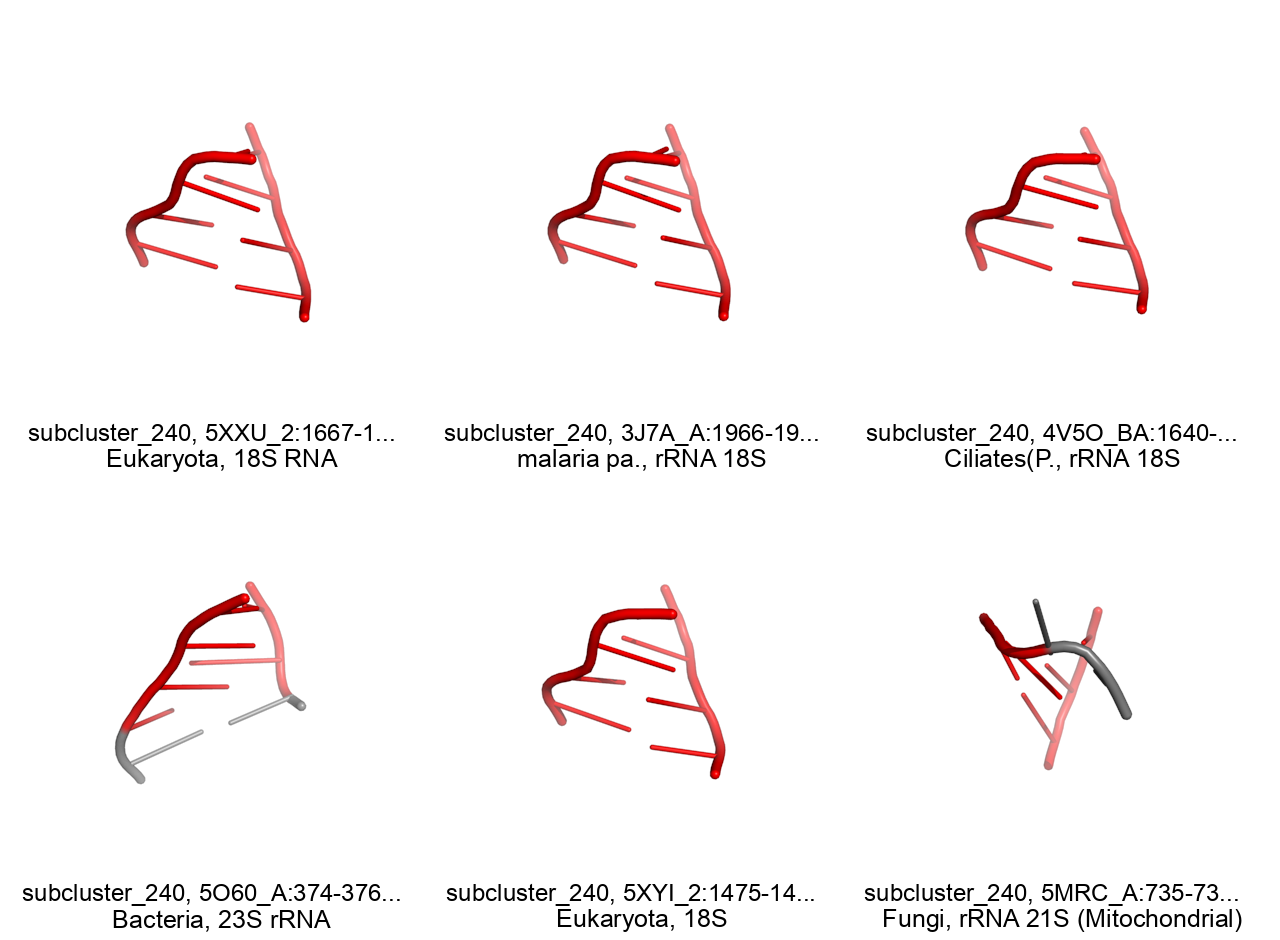 subcluster_240, 5XXU_2:1667-1...
Eukaryota, 18S RNA
subcluster_240, 3J7A_A:1966-19...
malaria pa., rRNA 18S
subcluster_240, 4V5O_BA:1640-...
Ciliates(P., rRNA 18S
subcluster_240, 5O60_A:374-376...
Bacteria, 23S rRNA
subcluster_240, 5XYI_2:1475-14...
Eukaryota, 18S
subcluster_240, 5MRC_A:735-73...
Fungi, rRNA 21S (Mitochondrial)